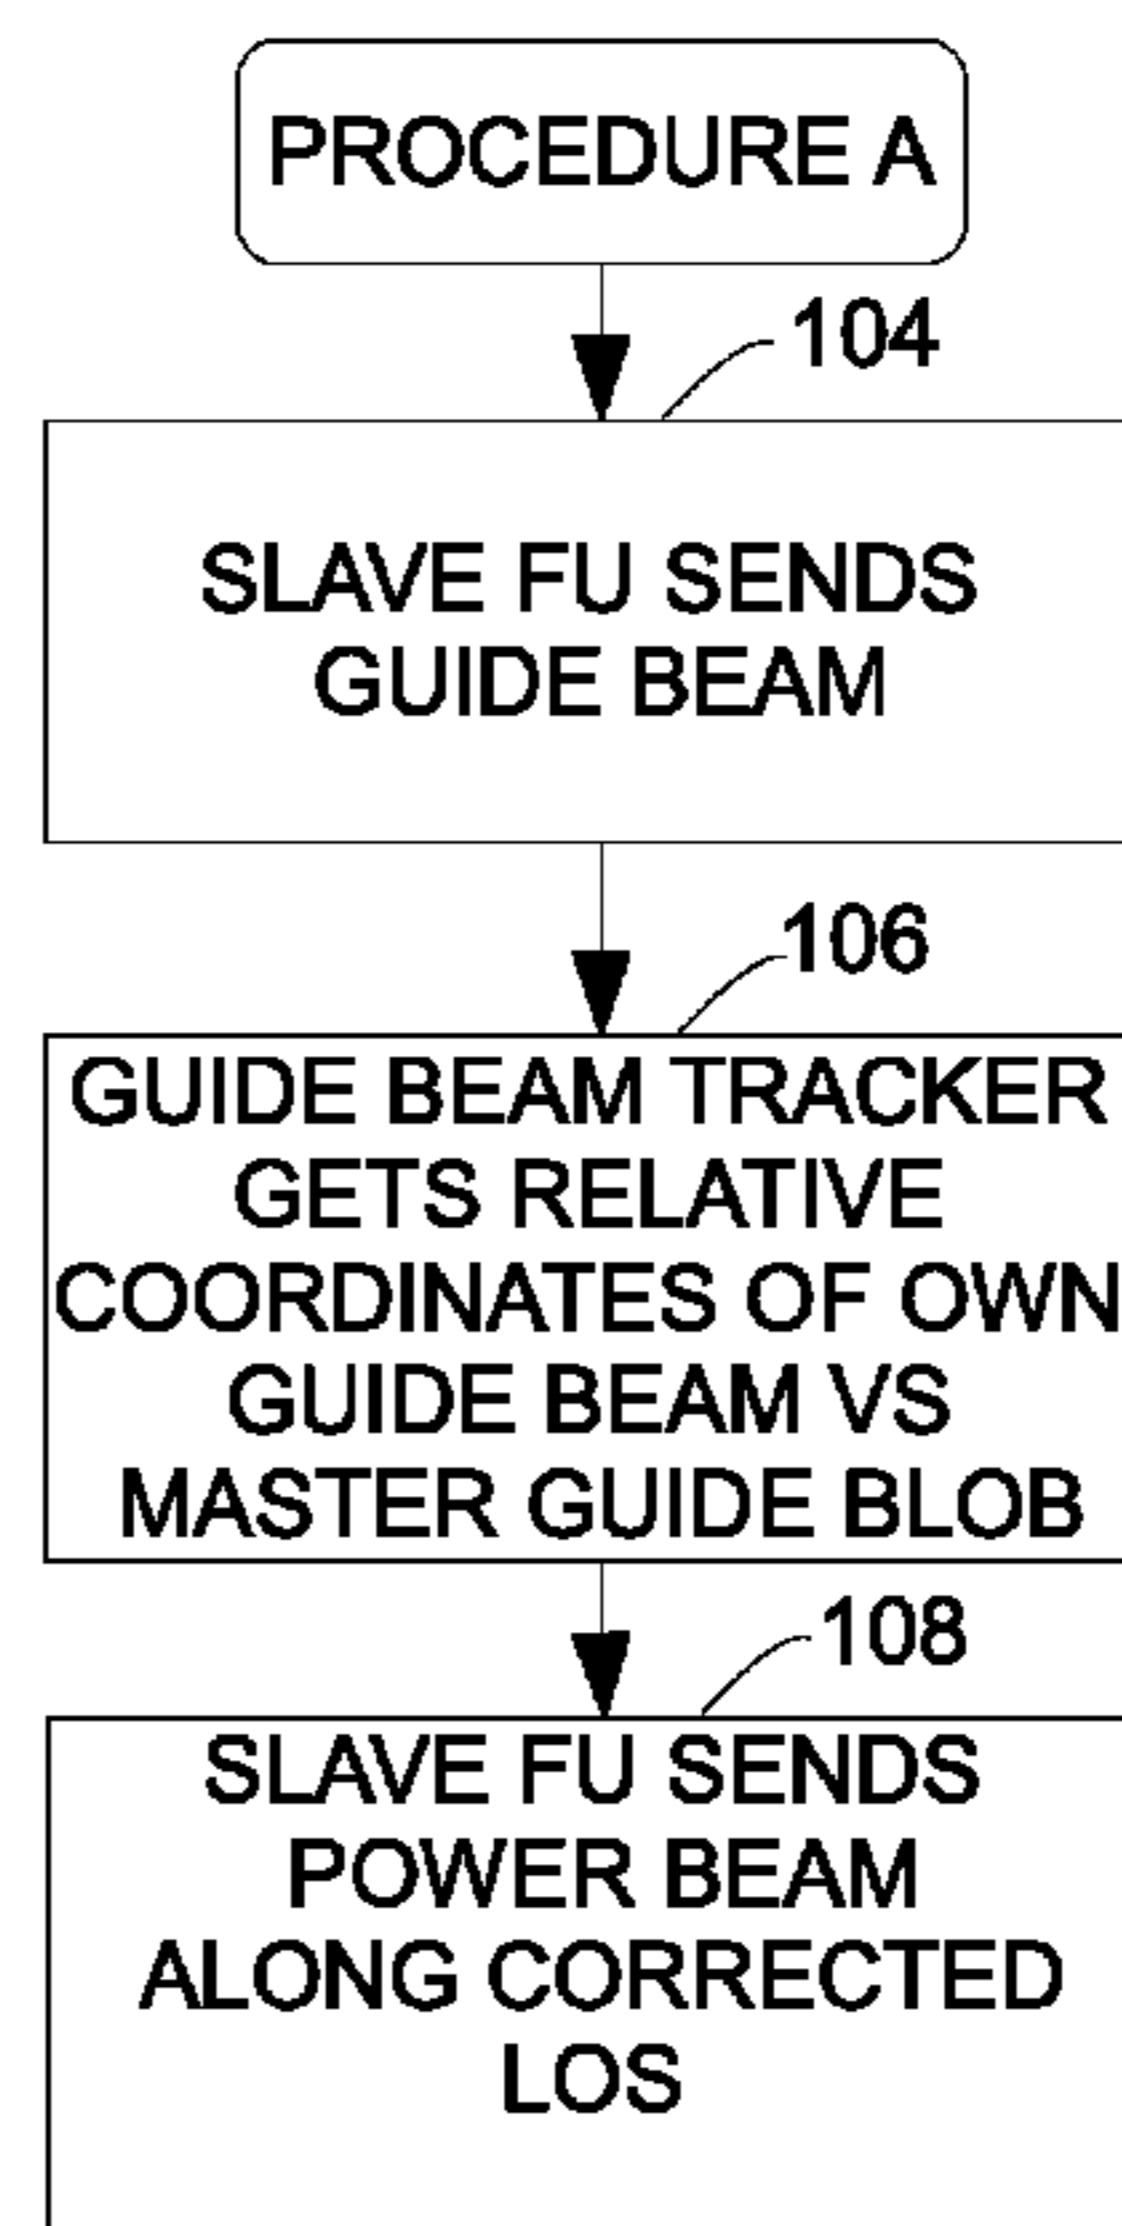 PROCEDURE A
104
SLAVE FU SENDS
GUIDE BEAM
106
GUIDE BEAM TRACKER
GETS RELATIVE
COORDINATES OF OWN
GUIDE BEAM VS
MASTER GUIDE BLOB
108
SLAVE FU SENDS
POWER BEAM
ALONG CORRECTED
LOS